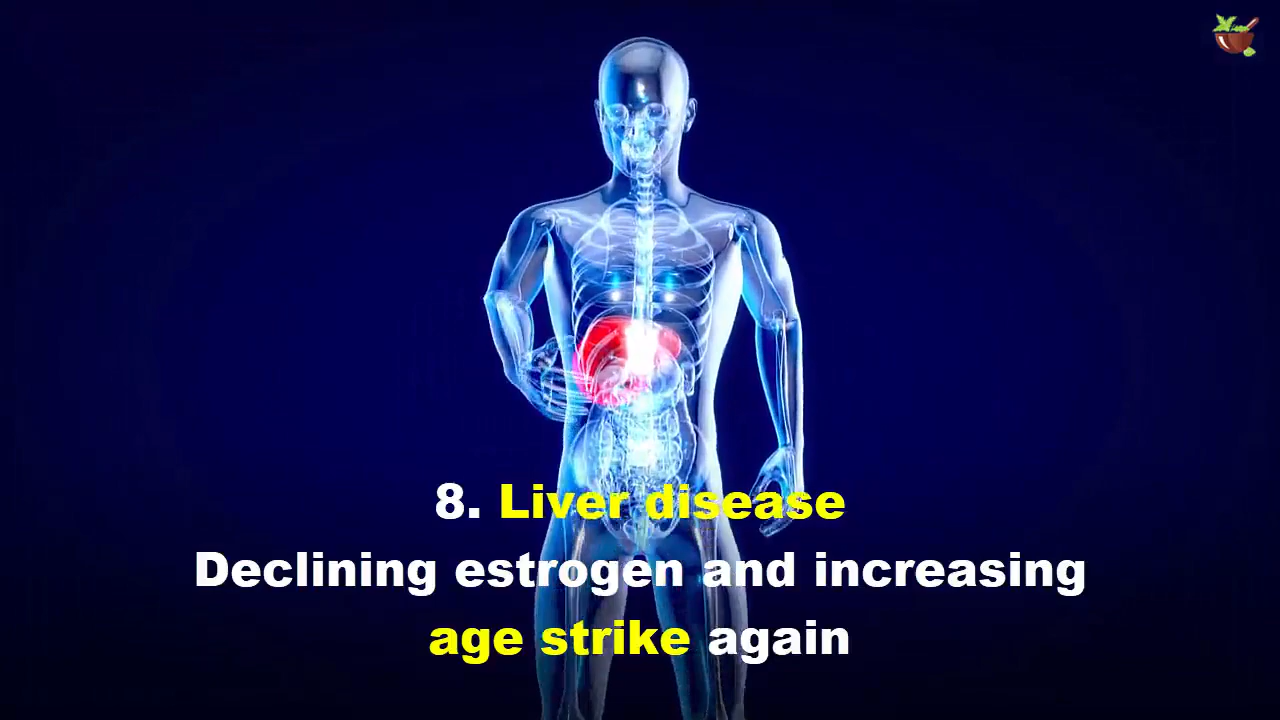 8. Liver disease
Declining estrogen and increasing
age strike again